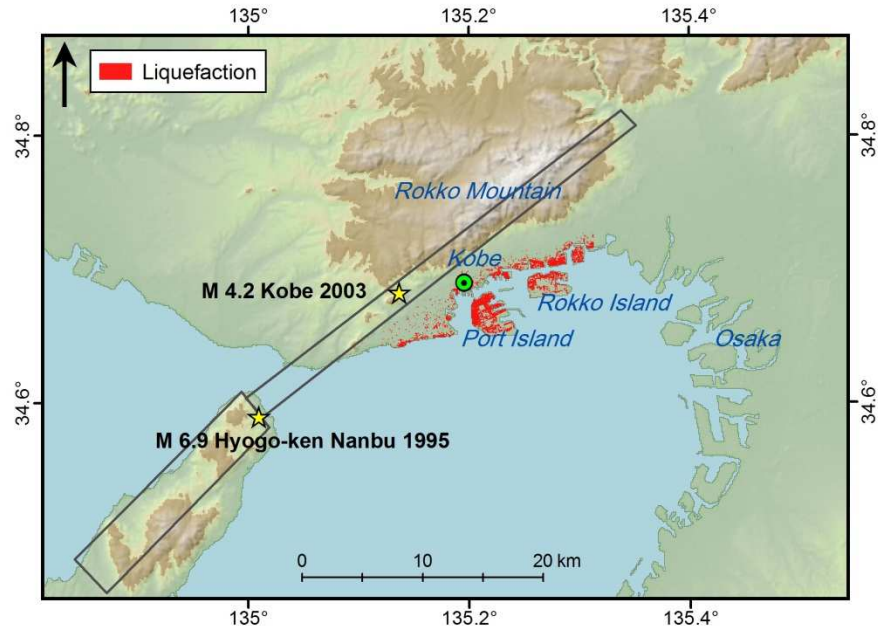 135°
135.2°
135.4°
Liquefaction
34.8°
34.8°
Rokko Mountain
Kobe
M 4.2 Kobe 2003
Rokko Island
Port Island
Osaka
34.6°
34.6°
M 6.9 Hyogo-ken Nanbu 1995
0
10
20 km
135°
135.2°
135.4°